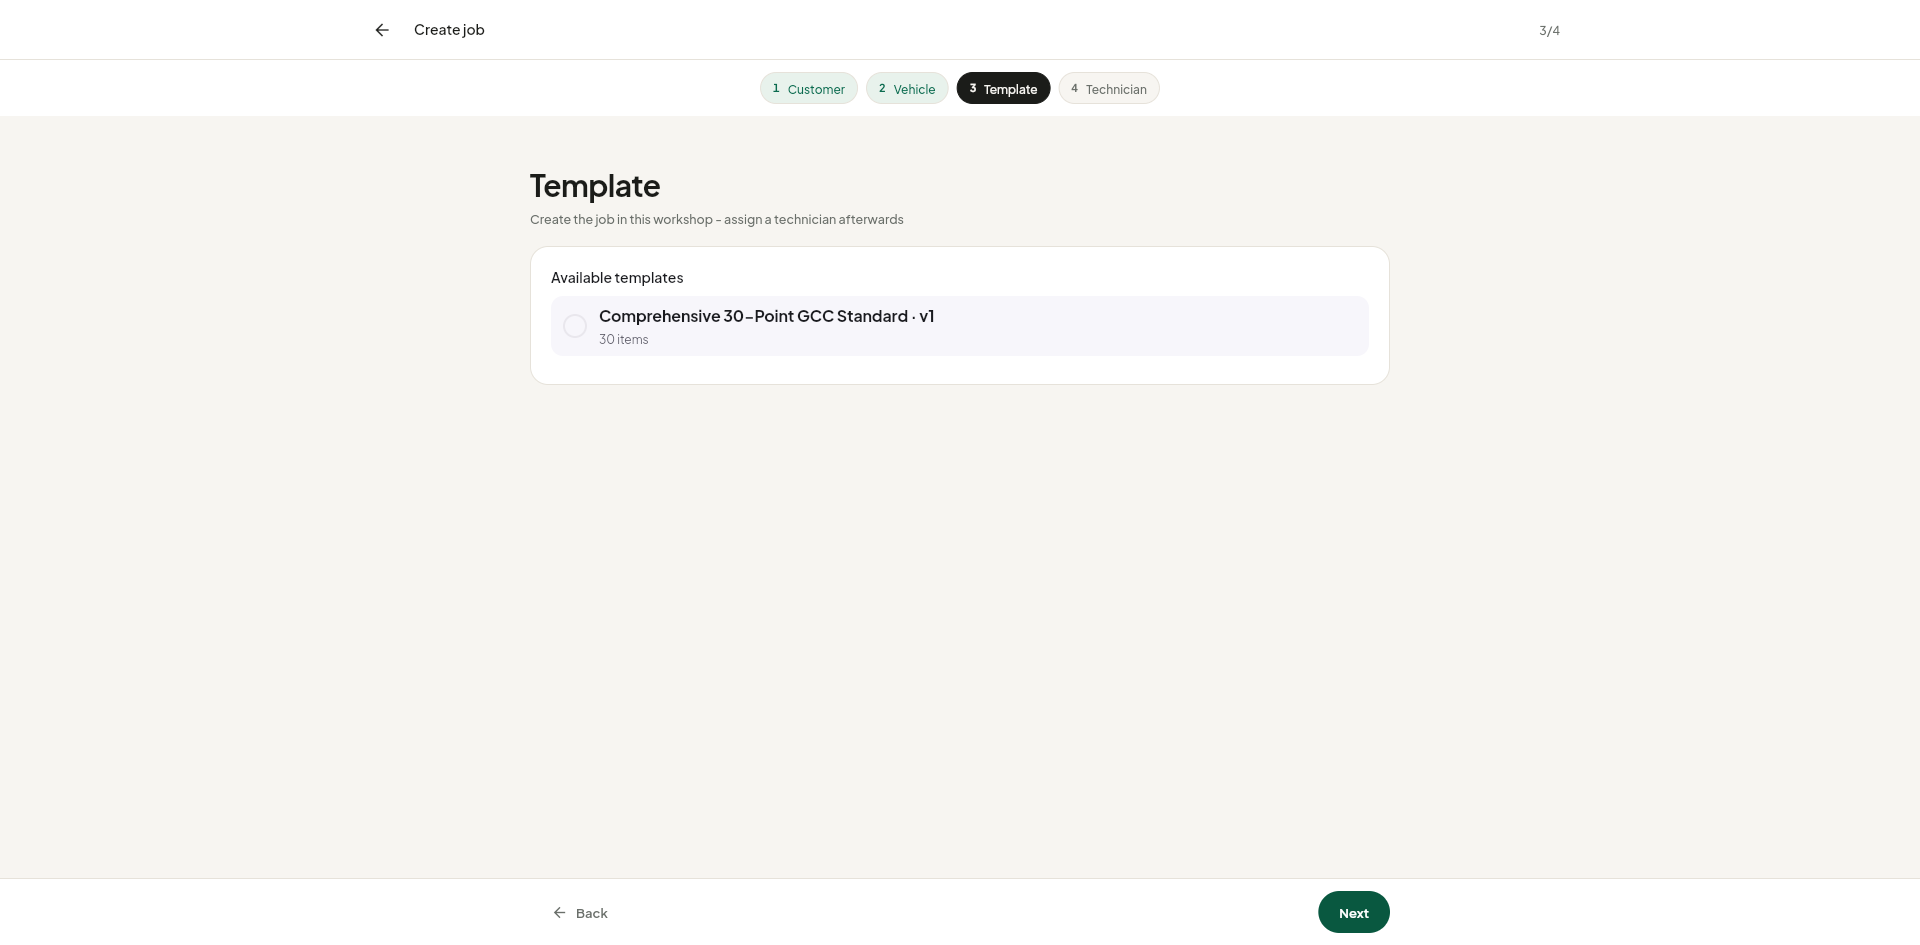 Create job
3/4
1 Customer
2 Vehicle
3 Template
4 Technician
Template
Create the job in this workshop – assign a technician afterwards
Available templates
Comprehensive 30–Point GCC Standard · v1
30 items
Back
Next